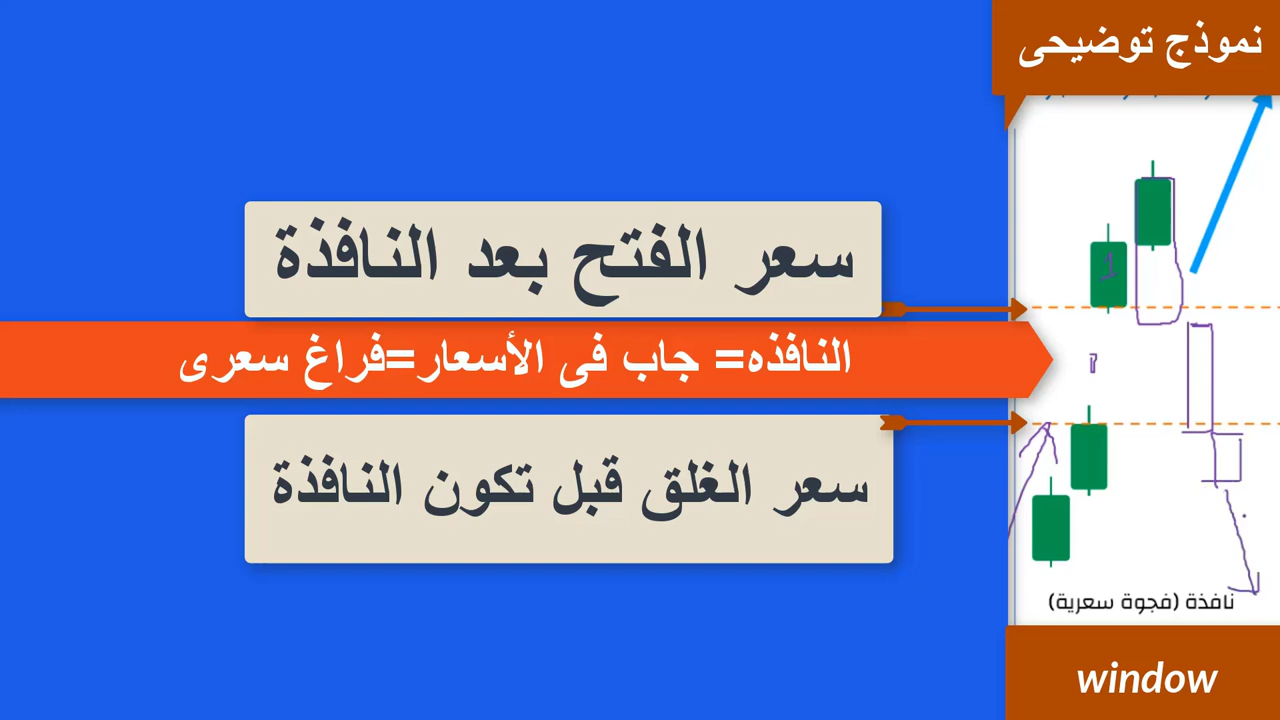 نموذج توضيحى
سعر الفتح بعد النافذة
النافذه= جاب فى الأسعار=فراغ سعرى
سعر الغلق قبل تكون النافذة
نافذة (فجوة سعرية)
window